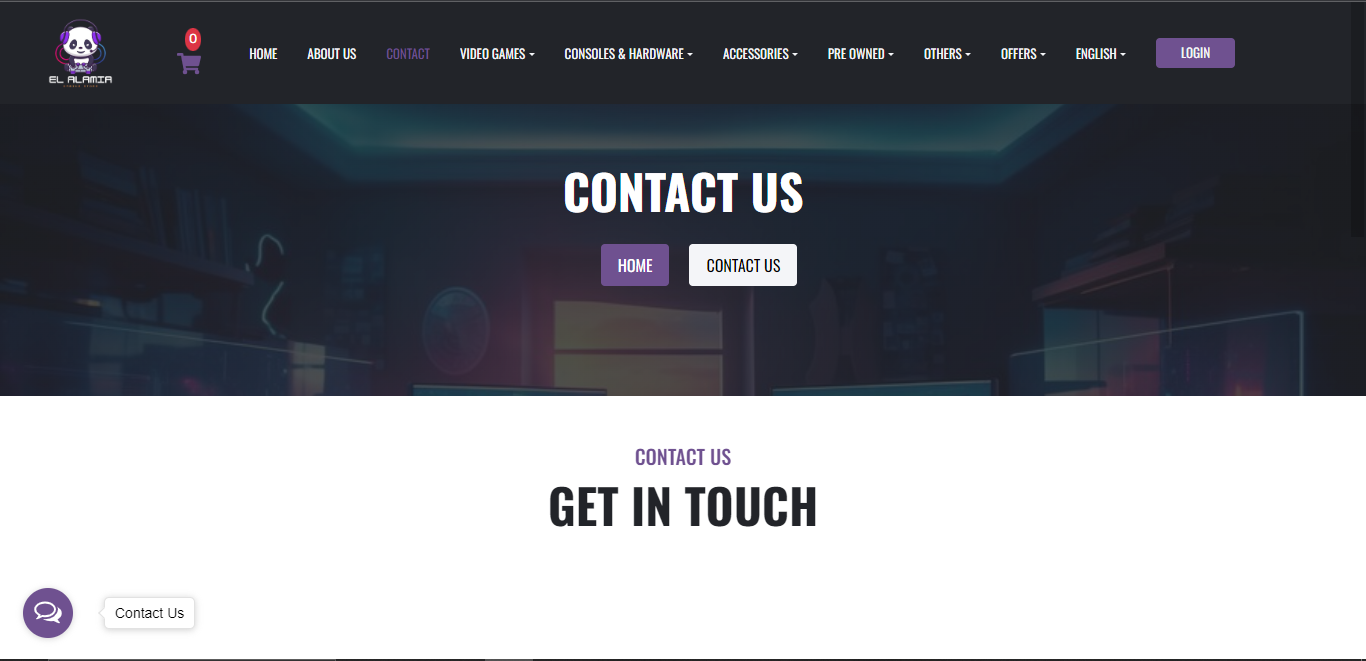 EL ALAMIA
0
HOME
ABOUT US
CONTACT
VIDEO GAMES
CONSOLES & HARDWARE
ACCESSORIES
PRE OWNED
OTHERS
OFFERS
ENGLISH
LOGIN
CONTACT US
HOME
CONTACT US
CONTACT US
GET IN TOUCH
Contact Us